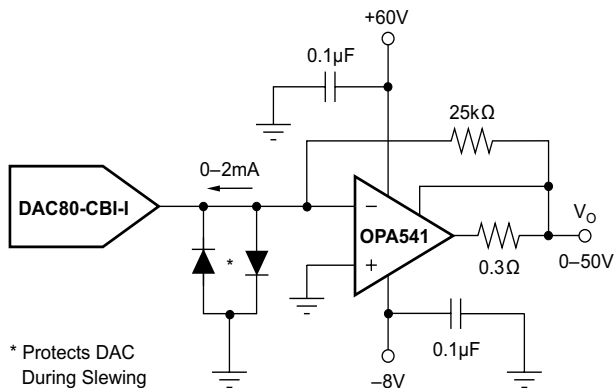 +60V
0.1µF
25kΩ
0–2mA
DAC80-CBI-I
–
OPA541
+
*
0.3Ω
VO
0–50V
* Protects DAC
During Slewing
–8V
0.1µF